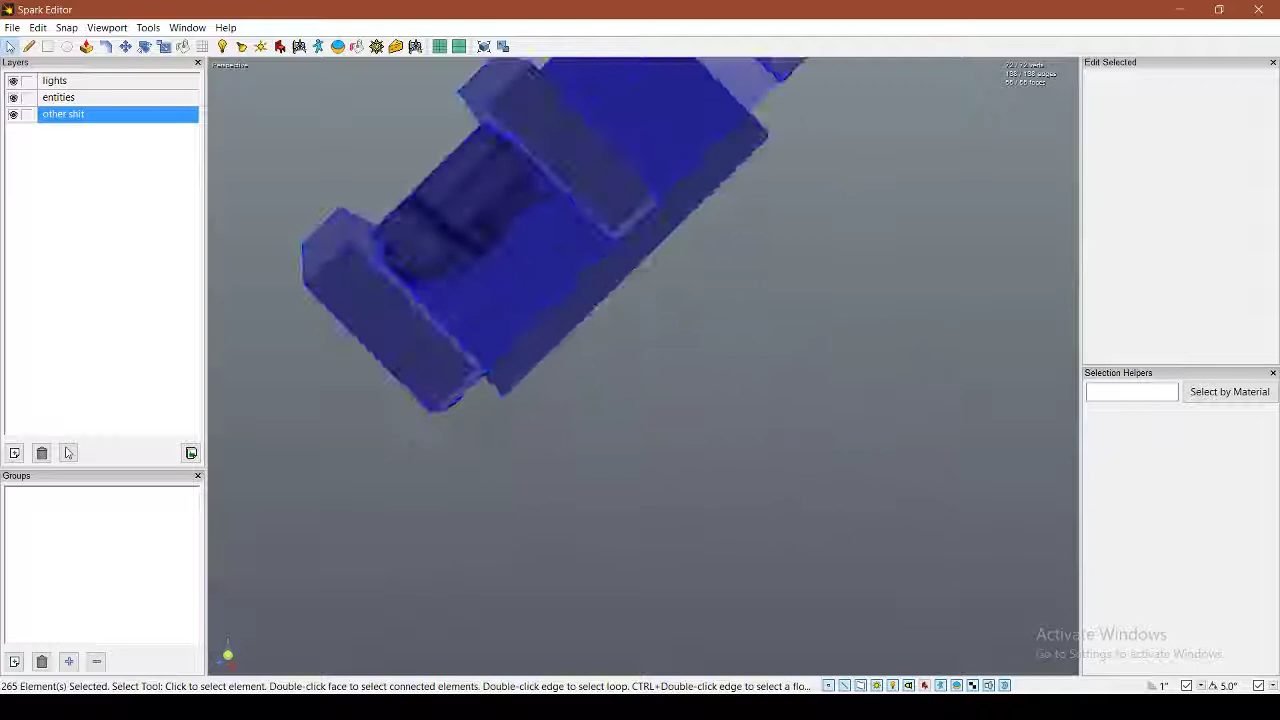 Spark Editor
File Edit Snap Viewport Tools Window Help
Layers
lights
entities
other shit
Groups
Perspective
Edit Selected
Selection Helpers
Select by Material
Activate Windows
Go to Settings to activate Windows.
265 Element(s) Selected. Select Tool: Click to select element. Double-click face to select connected elements. Double-click edge to select loop. CTRL+Double-click edge to select a flo...
1"
5.0°